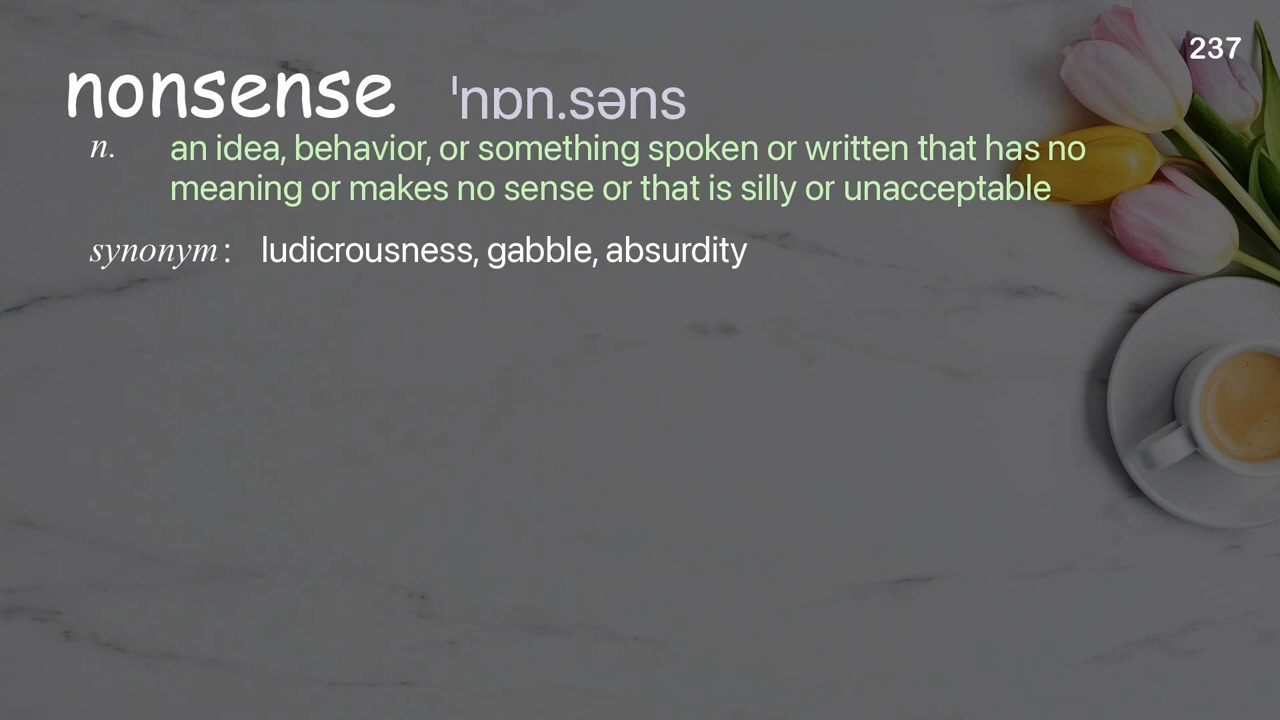 237
nonsense ˈnɒn.səns
n. an idea, behavior, or something spoken or written that has no
meaning or makes no sense or that is silly or unacceptable
synonym: ludicrousness, gabble, absurdity